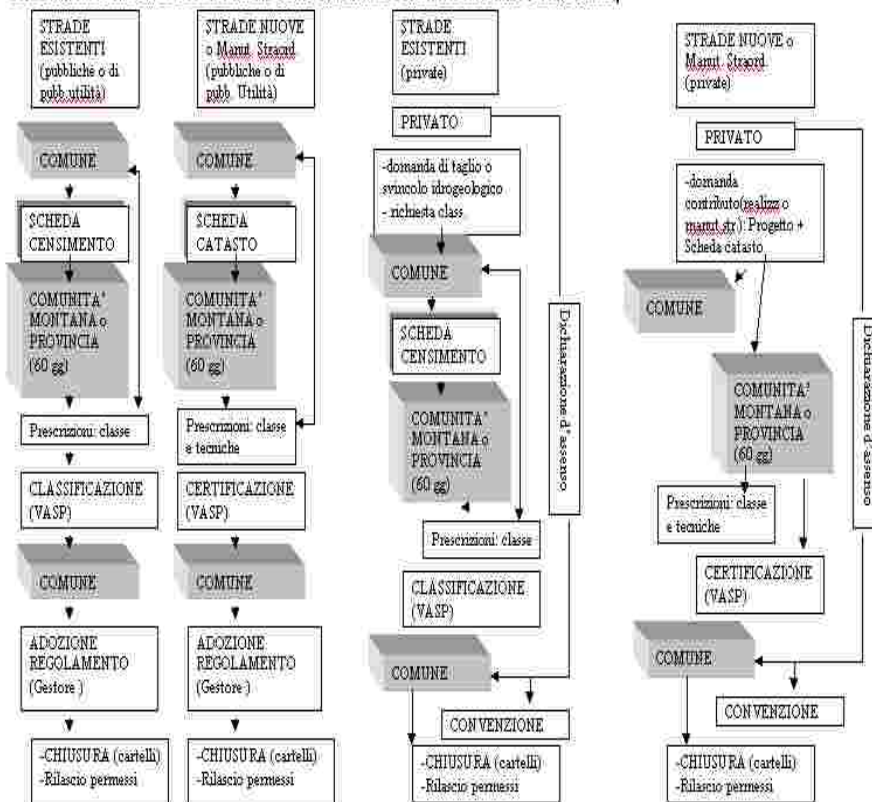 STRADE
ESISTENTI
(pubbliche o di
pubb.utilità)
COMUNE
SCHEDA
CENSIMENTO
COMUNITA'
MONTANA o
PROVINCIA
(60 gg)
Prescrizioni: classe
CLASSIFICAZIONE
(VASP)
COMUNE
ADOZIONE
REGOLAMENTO
(Gestore )
-CHIUSURA (cartelli)
-Rilascio permessi
STRADE NUOVE
o Manut. Straord.
(pubbliche o di
pubb. Utilità)
COMUNE
SCHEDA
CATASTO
COMUNITA'
MONTANA o
PROVINCIA
(60 gg)
Prescrizioni: classe
e tecniche
CERTIFICAZIONE
(VASP)
COMUNE
ADOZIONE
REGOLAMENTO
(Gestore )
-CHIUSURA (cartelli)
-Rilascio permessi
STRADE
ESISTENTI
(private)
PRIVATO
-domanda di taglio o
svincolo idrogeologico
- richiesta class.
COMUNE
SCHEDA
CENSIMENTO
COMUNITA'
MONTANA o
PROVINCIA
(60 gg)
Dichiarazione d'assenso
Prescrizioni: classe
CLASSIFICAZIONE
(VASP)
COMUNE
CONVENZIONE
-CHIUSURA (cartelli)
-Rilascio permessi
STRADE NUOVE o
Manut. Straord.
(private)
PRIVATO
-domanda
contributo(realizz o
manut.str.): Progetto +
Scheda catasto
COMUNE
COMUNITA'
MONTANA o
PROVINCIA
(60 gg)
Dichiarazione d'assenso
Prescrizioni: classe
e tecniche
CERTIFICAZIONE
(VASP)
COMUNE
CONVENZIONE
-CHIUSURA (cartelli)
-Rilascio permessi